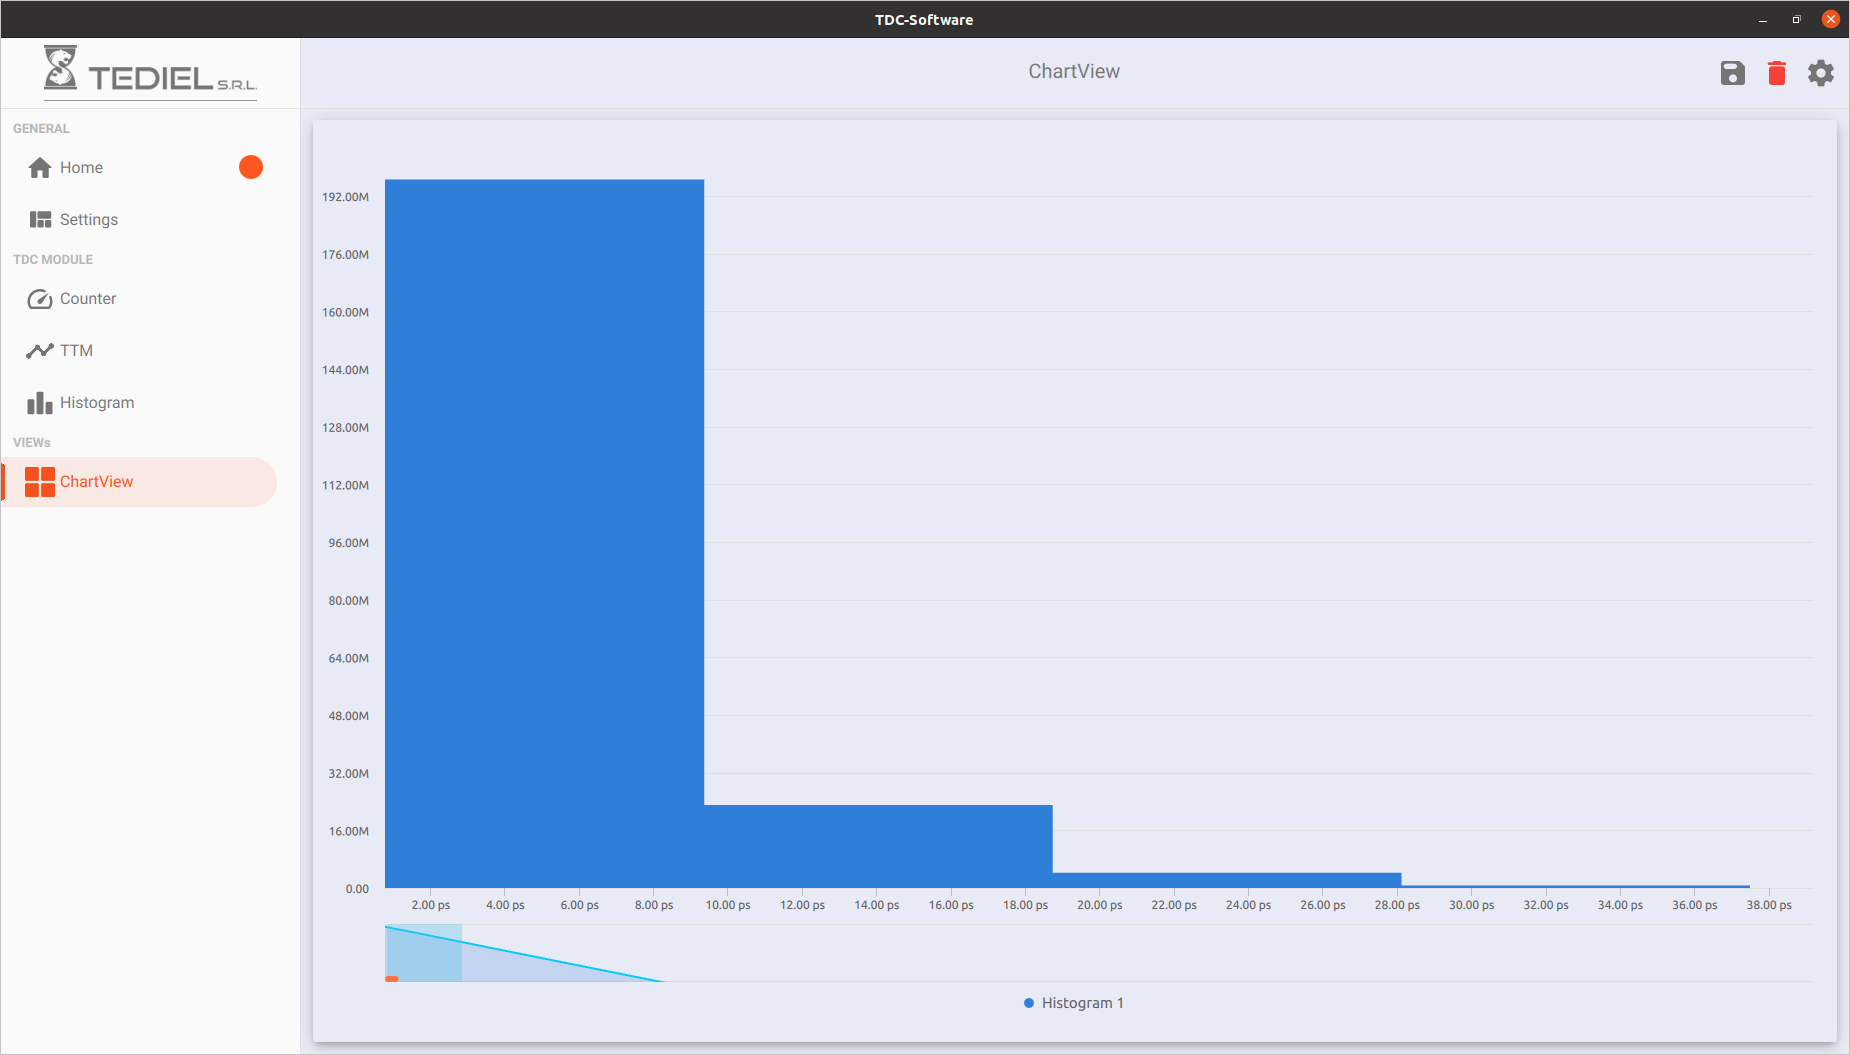 TDC-Software
TEDIEL S.R.L.
ChartView
GENERAL
Home
Settings
TDC MODULE
Counter
TTM
Histogram
VIEWs
ChartView
192.00M
176.00M
160.00M
144.00M
128.00M
112.00M
96.00M
80.00M
64.00M
48.00M
32.00M
16.00M
0.00
2.00 ps 4.00 ps 6.00 ps 8.00 ps 10.00 ps 12.00 ps 14.00 ps 16.00 ps 18.00 ps 20.00 ps 22.00 ps 24.00 ps 26.00 ps 28.00 ps 30.00 ps 32.00 ps 34.00 ps 36.00 ps 38.00 ps
Histogram 1